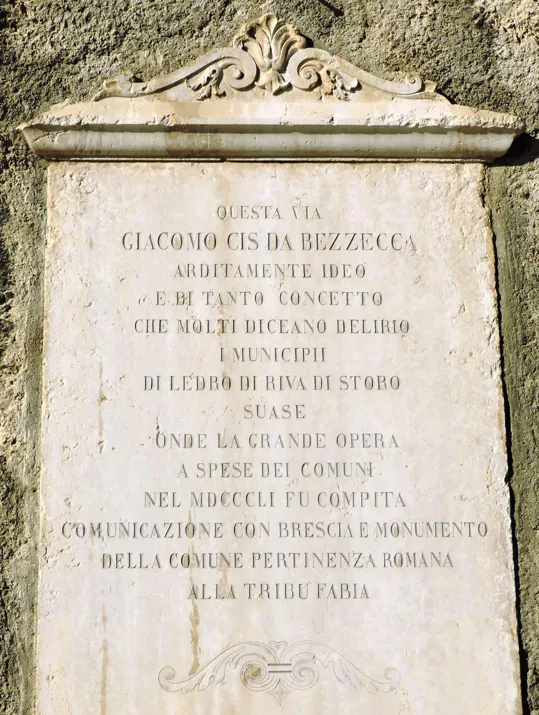 QUESTA VIA
GIACOMO CIS DA BEZZECCA
ARDITAMENTE IDEO
E DI TANTO CONCETTO
CHE MOLTI DICEANO DELIRIO
I MUNICIPII
DI LEDRO DI RIVA DI STORO
SUASE
ONDE LA GRANDE OPERA
A SPESE DEI COMUNI
NEL MDCCCLI FU COMPITA
COMUNICAZIONE CON BRESCIA E MONUMENTO
DELLA COMUNE PERTINENZA ROMANA
ALLA TRIBU FABIA